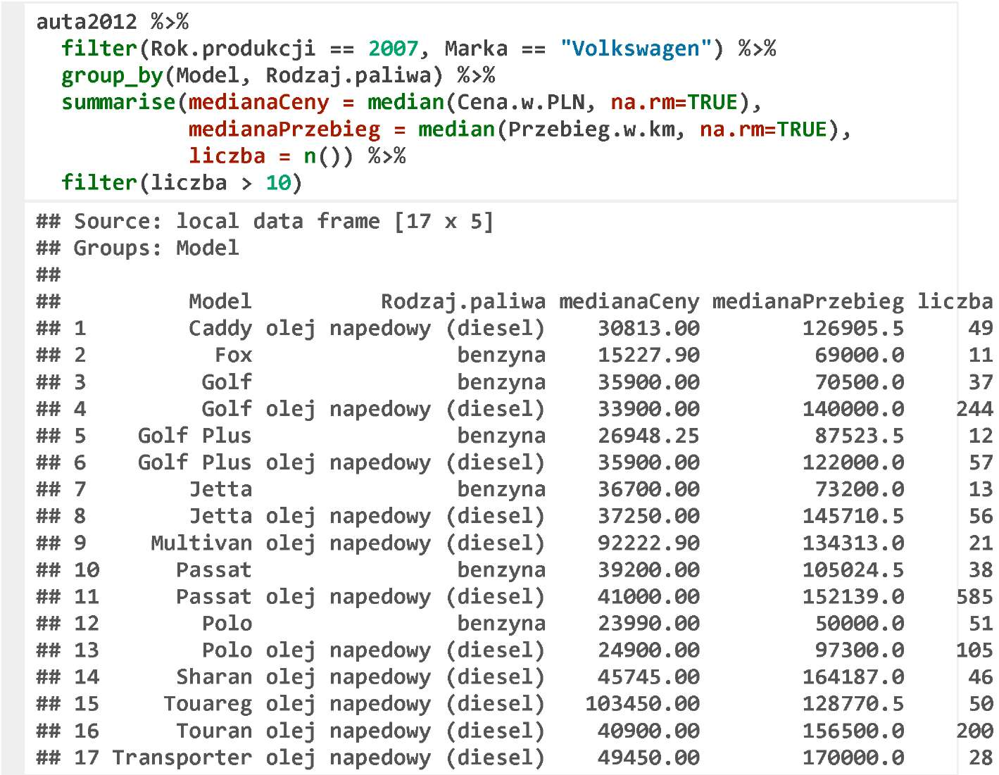 auta2012 %>%
  filter(Rok.produkcji == 2007, Marka == "Volkswagen") %>%
  group_by(Model, Rodzaj.paliwa) %>%
  summarise(medianaCeny = median(Cena.w.PLN, na.rm=TRUE),
            medianaPrzebieg = median(Przebieg.w.km, na.rm=TRUE),
            liczba = n()) %>%
  filter(liczba > 10)
## Source: local data frame [17 x 5]
## Groups: Model
##
##          Model          Rodzaj.paliwa medianaCeny medianaPrzebieg liczba
## 1        Caddy olej napedowy (diesel)    30813.00        126905.5     49
## 2          Fox                benzyna    15227.90         69000.0     11
## 3         Golf                benzyna    35900.00         70500.0     37
## 4         Golf olej napedowy (diesel)    33900.00        140000.0    244
## 5    Golf Plus                benzyna    26948.25         87523.5     12
## 6    Golf Plus olej napedowy (diesel)    35900.00        122000.0     57
## 7        Jetta                benzyna    36700.00         73200.0     13
## 8        Jetta olej napedowy (diesel)    37250.00        145710.5     56
## 9     Multivan olej napedowy (diesel)    92222.90        134313.0     21
## 10      Passat                benzyna    39200.00        105024.5     38
## 11      Passat olej napedowy (diesel)    41000.00        152139.0    585
## 12        Polo                benzyna    23990.00         50000.0     51
## 13        Polo olej napedowy (diesel)    24900.00         97300.0    105
## 14      Sharan olej napedowy (diesel)    45745.00        164187.0     46
## 15     Touareg olej napedowy (diesel)   103450.00        128770.5     50
## 16      Touran olej napedowy (diesel)    40900.00        156500.0    200
## 17 Transporter olej napedowy (diesel)    49450.00        170000.0     28